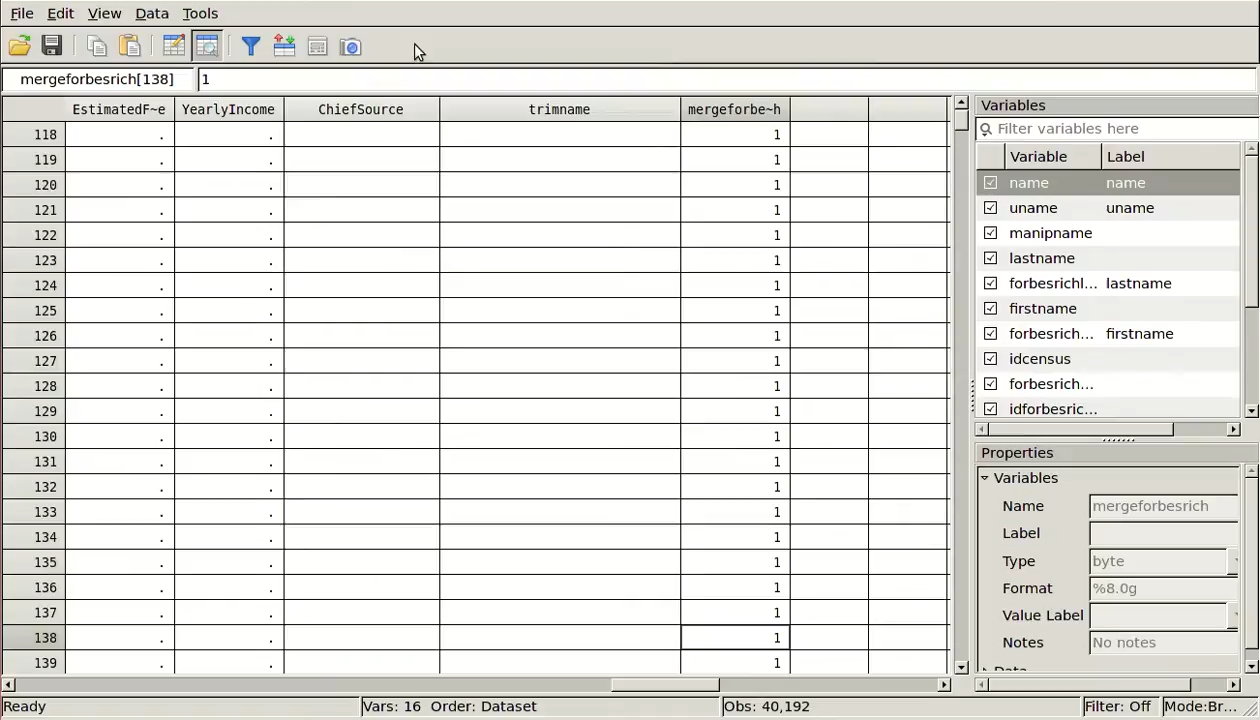 File Edit View Data Tools
mergeforbesrich[138] 1
EstimatedF~e YearlyIncome ChiefSource trimname mergeforbe~h
118 . . 1
119 . . 1
120 . . 1
121 . . 1
122 . . 1
123 . . 1
124 . . 1
125 . . 1
126 . . 1
127 . . 1
128 . . 1
129 . . 1
130 . . 1
131 . . 1
132 . . 1
133 . . 1
134 . . 1
135 . . 1
136 . . 1
137 . . 1
138 . . 1
139 . . 1
Variables
Filter variables here
Variable Label
name name
uname uname
manipname
lastname
forbesrichl... lastname
firstname
forbesrich... firstname
idcensus
forbesrich...
idforbesric...
Properties
Variables
Name mergeforbesrich
Label
Type byte
Format %8.0g
Value Label
Notes No notes
Data
Ready Vars: 16 Order: Dataset Obs: 40,192 Filter: Off Mode:Br...